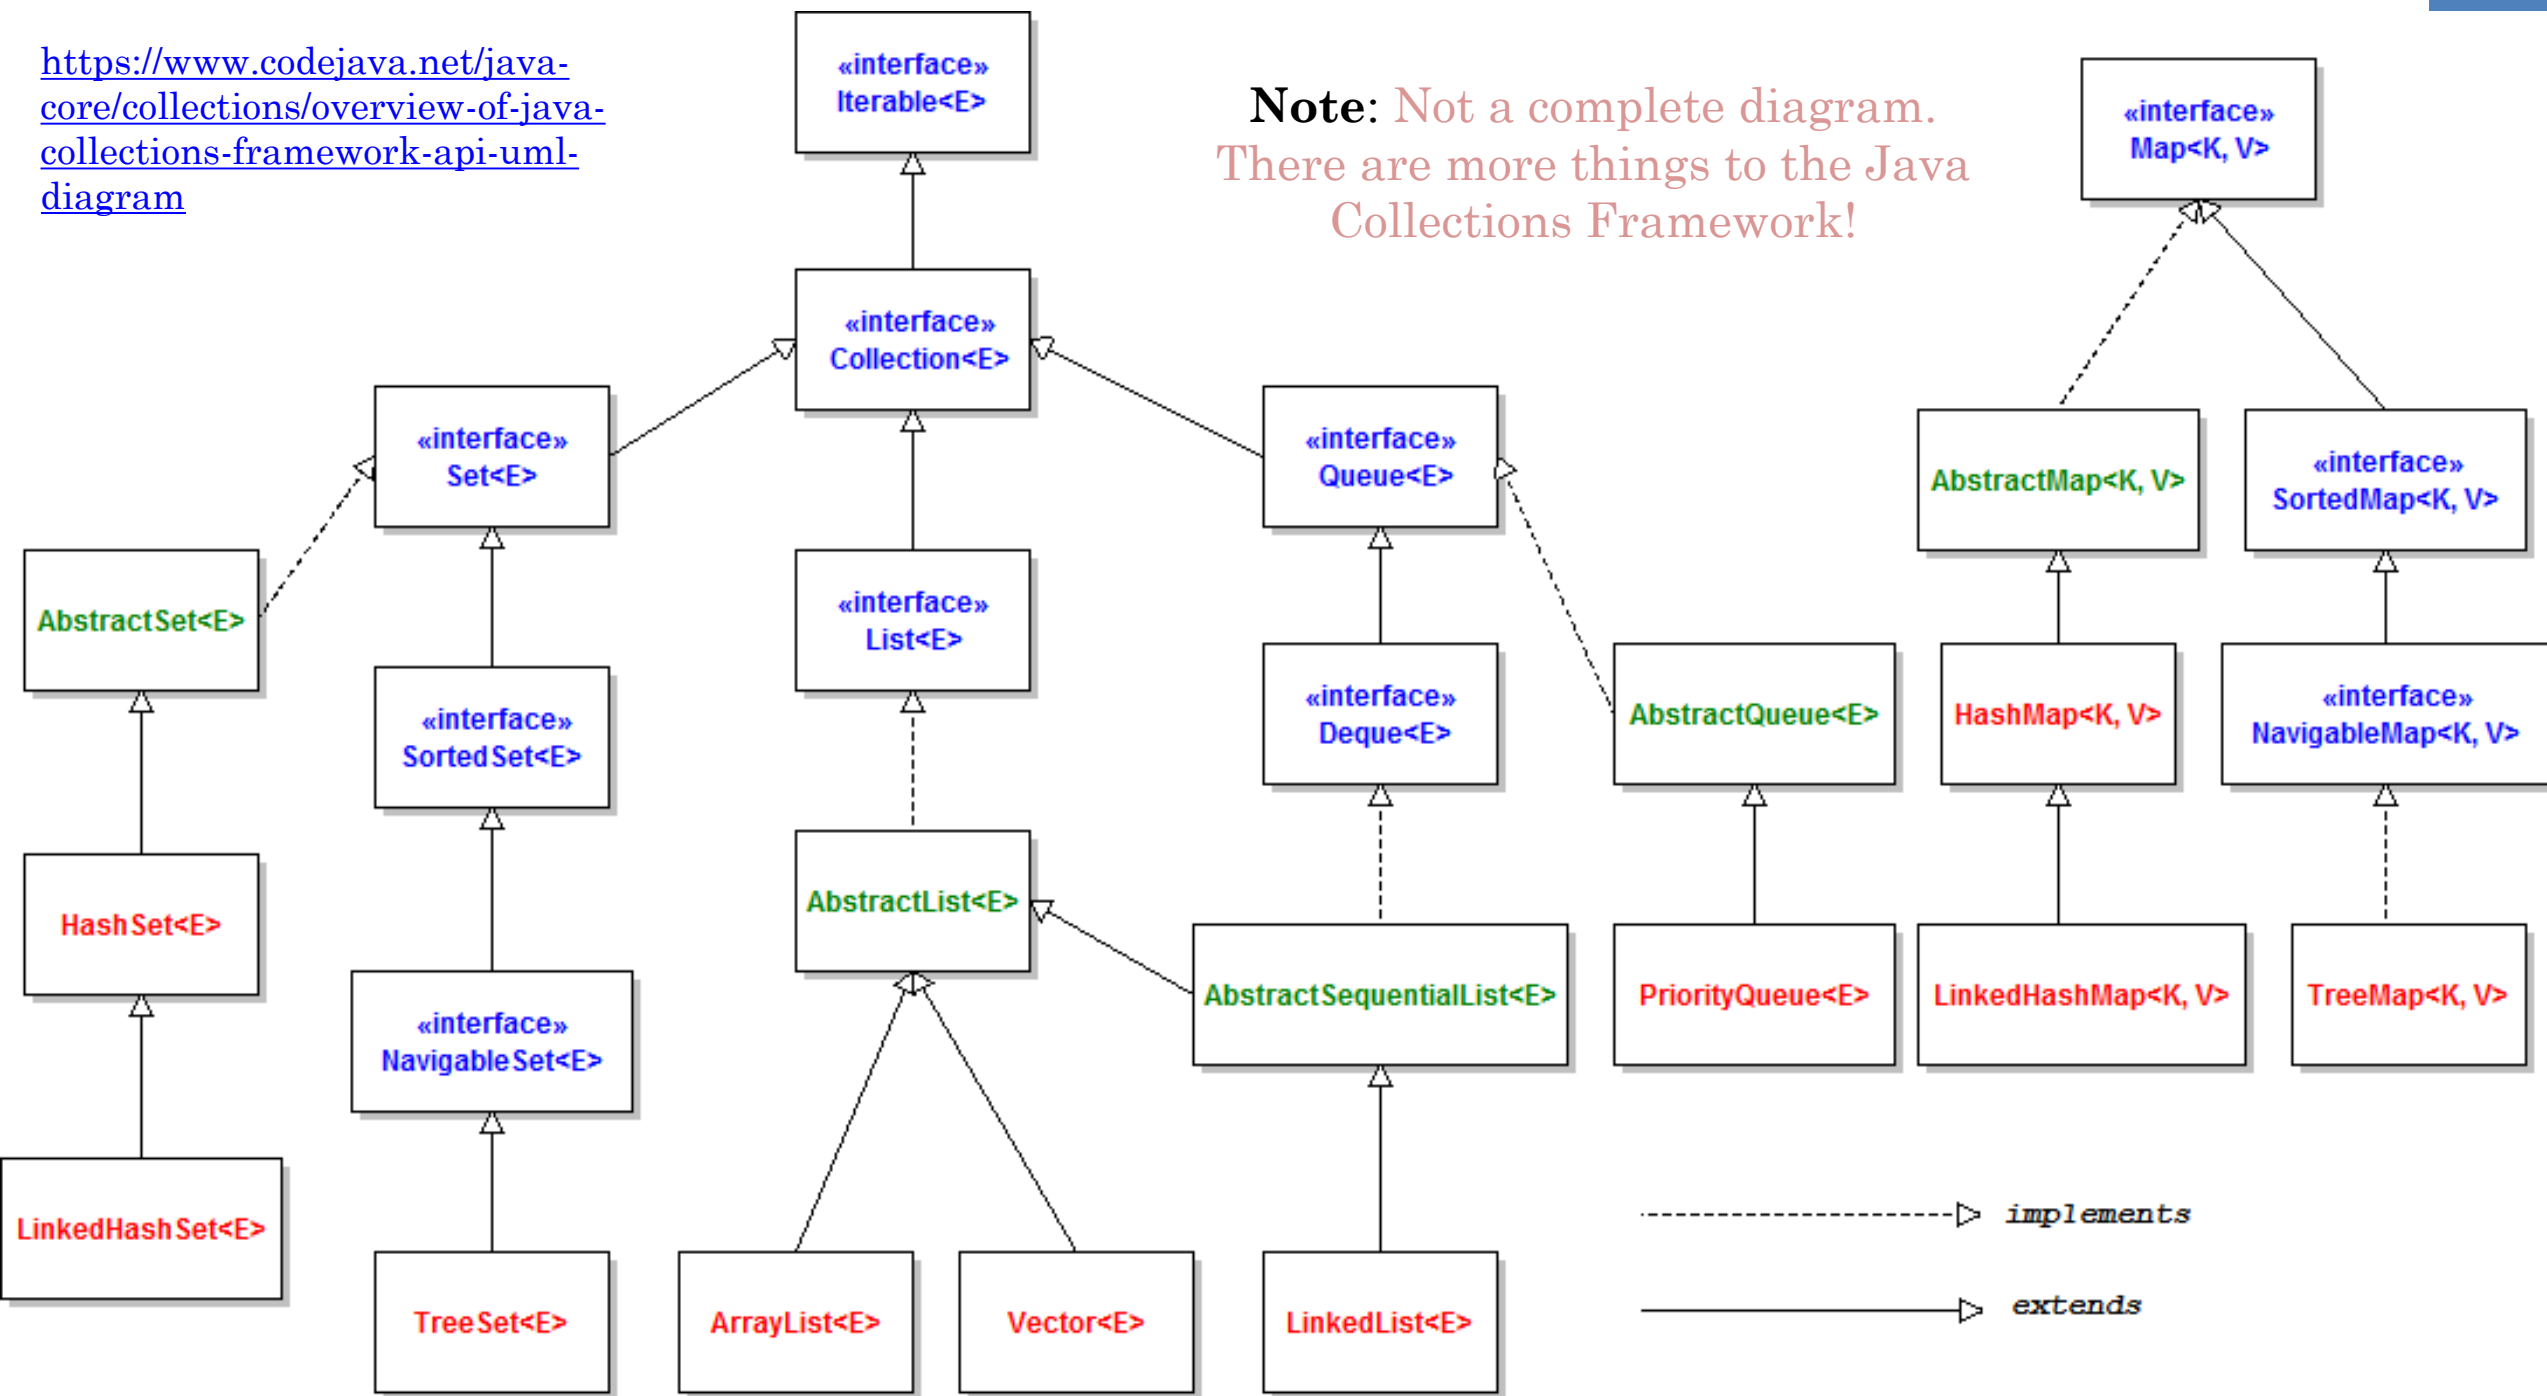 https://www.codejava.net/java-
core/collections/overview-of-java-
collections-framework-api-uml-
diagram
«interface»
Iterable<E>
Note: Not a complete diagram.
There are more things to the Java
Collections Framework!
«interface»
Map<K, V>
«interface»
Collection<E>
«interface»
Set<E>
«interface»
Queue<E>
AbstractMap<K, V>
«interface»
SortedMap<K, V>
AbstractSet<E>
«interface»
List<E>
«interface»
SortedSet<E>
«interface»
Deque<E>
AbstractQueue<E>
HashMap<K, V>
«interface»
NavigableMap<K, V>
HashSet<E>
AbstractList<E>
«interface»
NavigableSet<E>
AbstractSequentialList<E>
PriorityQueue<E>
LinkedHashMap<K, V>
TreeMap<K, V>
LinkedHashSet<E>
implements
TreeSet<E>
ArrayList<E>
Vector<E>
LinkedList<E>
extends